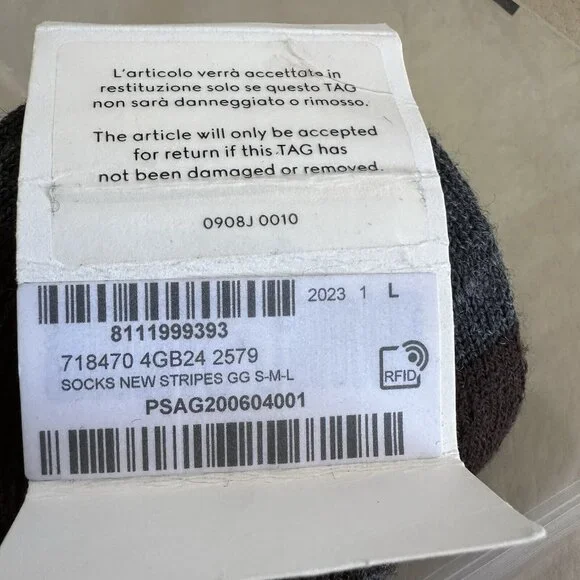 L'articolo verrà accettato in
restituzione solo se questo TAG
non sarà danneggiato o rimosso.
The article will only be accepted
for return if this TAG has
not been damaged or removed.
0908J 0010
2023 1 L
8111999393
718470 4GB24 2579
SOCKS NEW STRIPES GG S-M-L
RFID
PSAG200604001